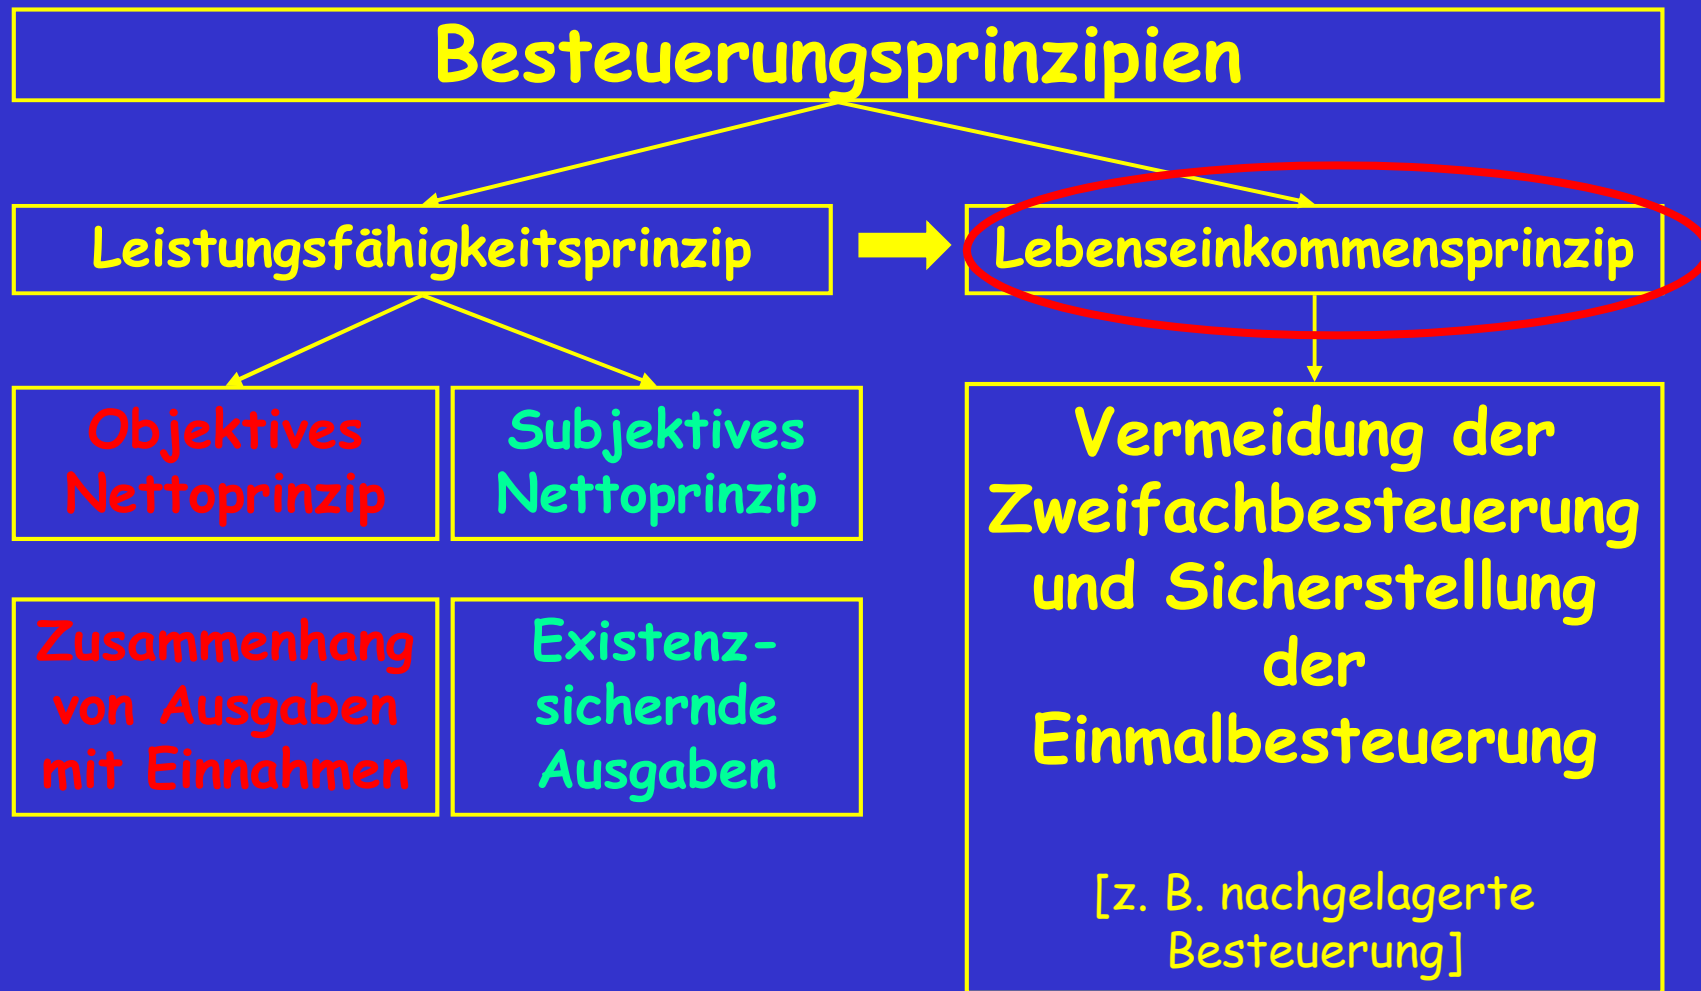 Besteuerungsprinzipien
Leistungsfähigkeitsprinzip
Lebenseinkommensprinzip
Objektives
Nettoprinzip
Subjektives
Nettoprinzip
Zusammenhang
von Ausgaben
mit Einnahmen
Existenz-
sichernde
Ausgaben
Vermeidung der
Zweifachbesteuerung
und Sicherstellung
der
Einmalbesteuerung
[z. B. nachgelagerte
Besteuerung]